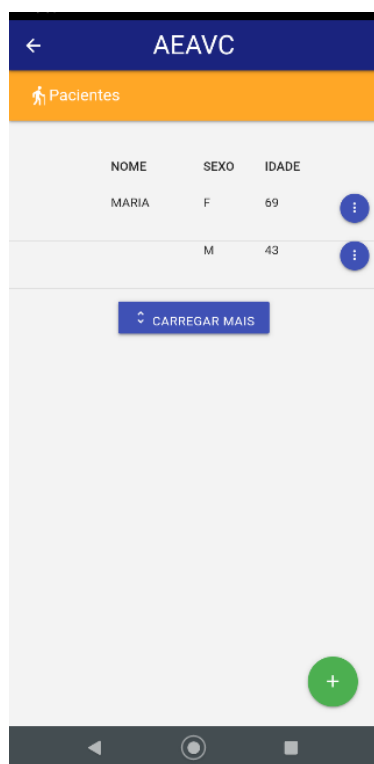 AEAVC
Pacientes
NOME SEXO IDADE
MARIA F 69
M 43
CARREGAR MAIS